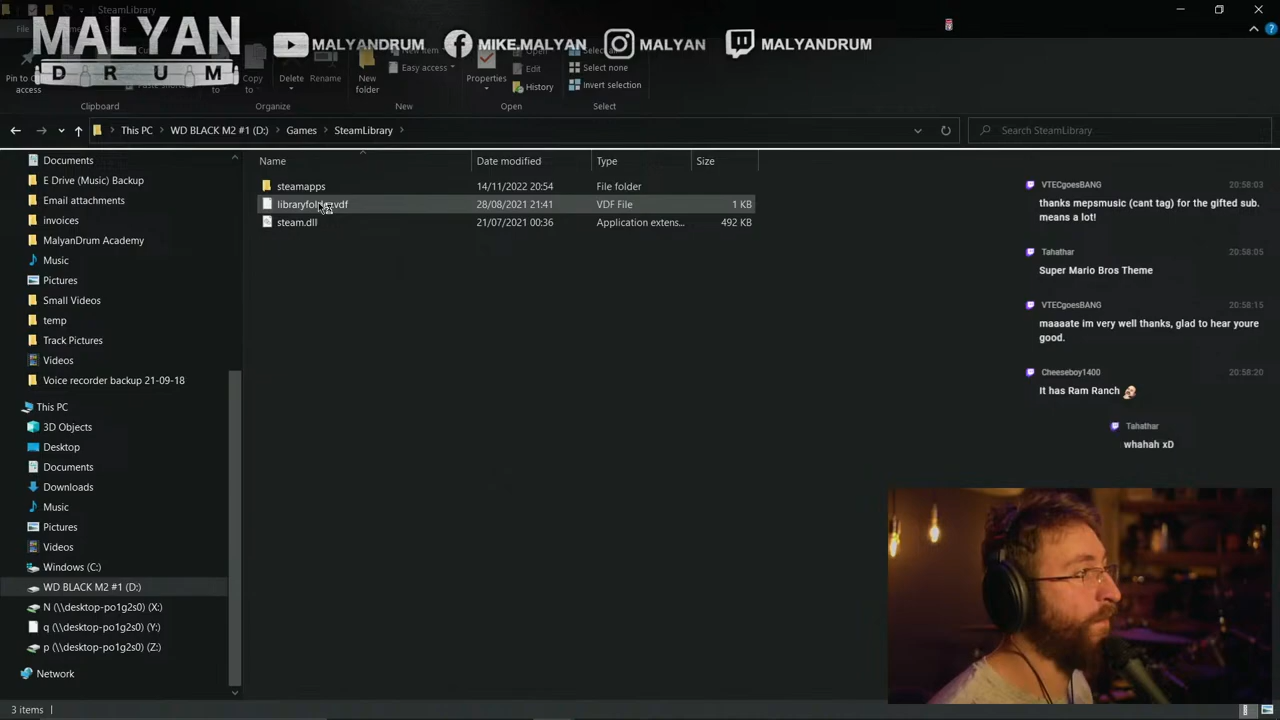 SteamLibrary
MALYAN
DRUM
MALYANDRUM
MIKE.MALYAN
MALYAN
MALYANDRUM
Pin to
access
Copy
to
Delete
Rename
New
folder
New item
Easy access
Properties
Open
Edit
History
Select all
Select none
Invert selection
Clipboard
Organize
New
Open
Select
This PC
WD BLACK M2 #1 (D:)
Games
SteamLibrary
Search SteamLibrary
Name
Date modified
Type
Size
steamapps 14/11/2022 20:54 File folder
28/08/2021 21:41 VDF File 1 KB
steam.dll 21/07/2021 00:36 Application extens... 492 KB
Documents
E Drive (Music) Backup
Email attachments
invoices
MalyanDrum Academy
Music
Pictures
Small Videos
temp
Track Pictures
Videos
Voice recorder backup 21-09-18
This PC
3D Objects
Desktop
Documents
Downloads
Music
Pictures
Videos
Windows (C:)
WD BLACK M2 #1 (D:)
N (\\desktop-po1g2s0) (X:)
q (\\desktop-po1g2s0) (Y:)
p (\\desktop-po1g2s0) (Z:)
Network
3 items
VTECgoesBANG 20:58:03
thanks mepsmusic (cant tag) for the gifted sub.
means a lot!
Tahathar 20:58:05
Super Mario Bros Theme
VTECgoesBANG 20:58:15
maaaate im very well thanks, glad to hear youre
good.
Cheeseboy1400 20:58:20
It has Ram Ranch
Tahathar
whahah xD